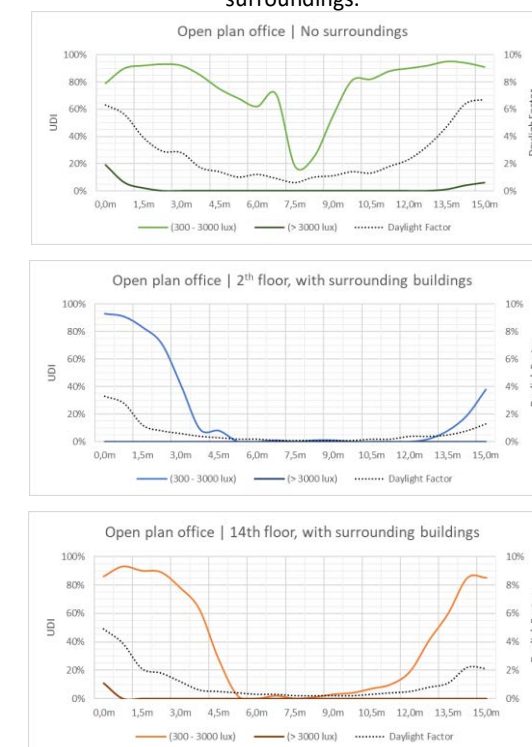 surroundings.
Open plan office | No surroundings
100% 10%
80% 8%
UDI
60% 6%
40% 4%
20% 2%
0% 0%
0,0m 1,5m 3,0m 4,5m 6,0m 7,5m 9,0m 10,5m 12,0m 13,5m 15,0m
(300 - 3000 lux) (> 3000 lux) Daylight Factor
Open plan office | 2th floor, with surrounding buildings
100% 10%
80% 8%
UDI
60% 6%
40% 4%
20% 2%
0% 0%
0,0m 1,5m 3,0m 4,5m 6,0m 7,5m 9,0m 10,5m 12,0m 13,5m 15,0m
(300 - 3000 lux) (> 3000 lux) Daylight Factor
Open plan office | 14th floor, with surrounding buildings
100% 10%
80% 8%
UDI
60% 6%
40% 4%
20% 2%
0% 0%
0,0m 1,5m 3,0m 4,5m 6,0m 7,5m 9,0m 10,5m 12,0m 13,5m 15,0m
(300 - 3000 lux) (> 3000 lux) Daylight Factor